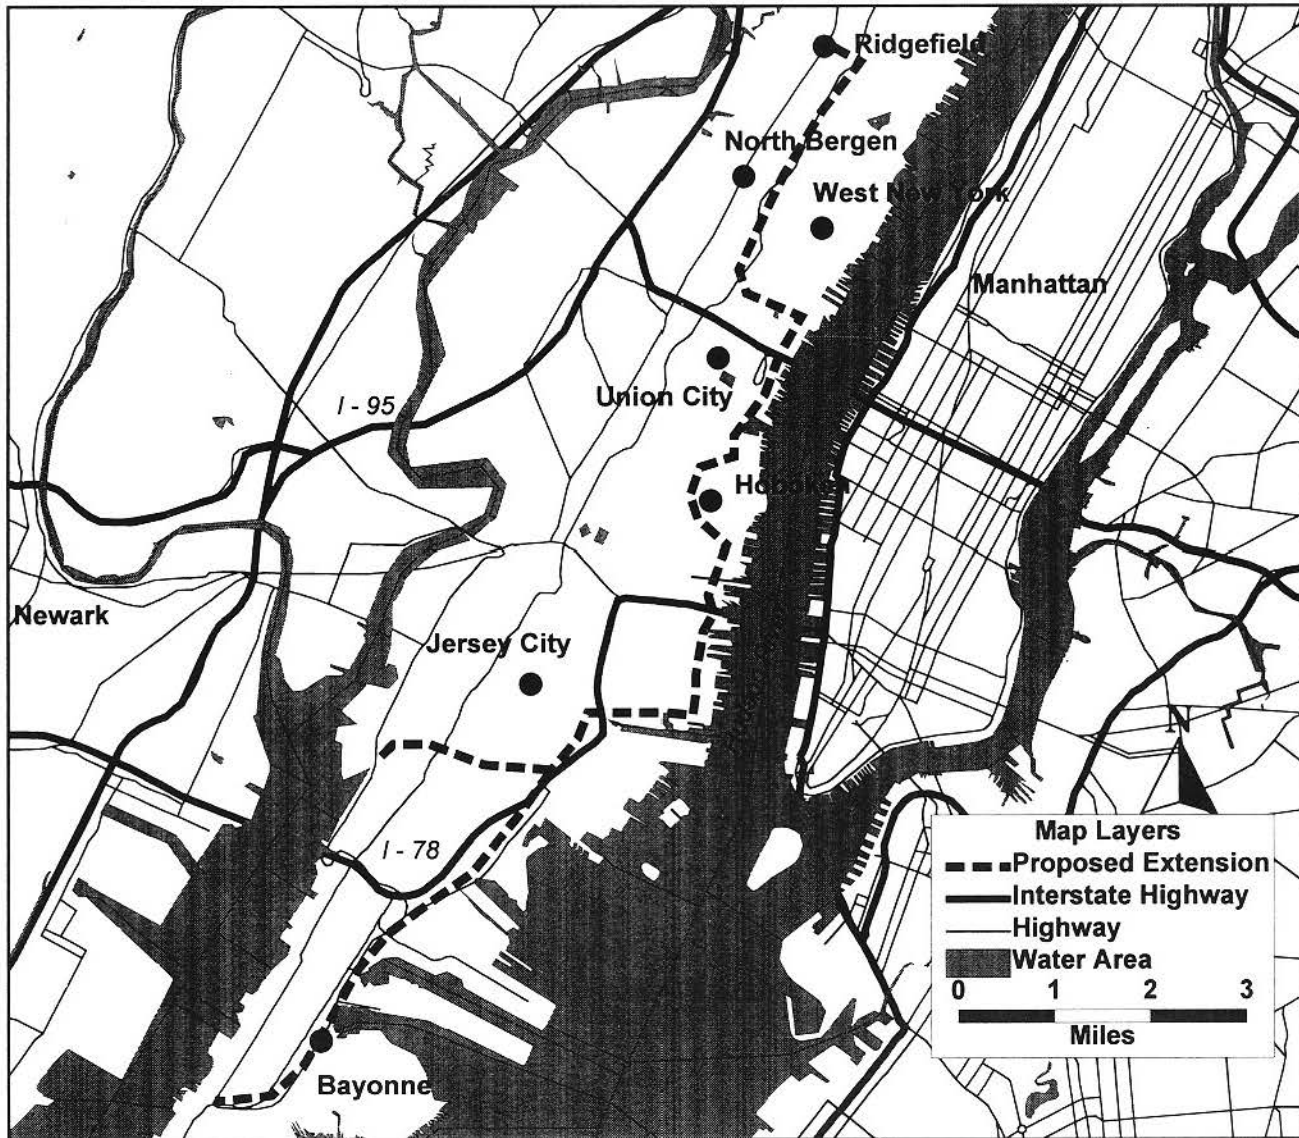 Ridgefield
North Bergen
West New York
Manhattan
Union City
I - 95
Hoboken
Newark
Jersey City
N
I - 78
Bayonne
Map Layers
Proposed Extension
Interstate Highway
Highway
Water Area
0 1 2 3
Miles